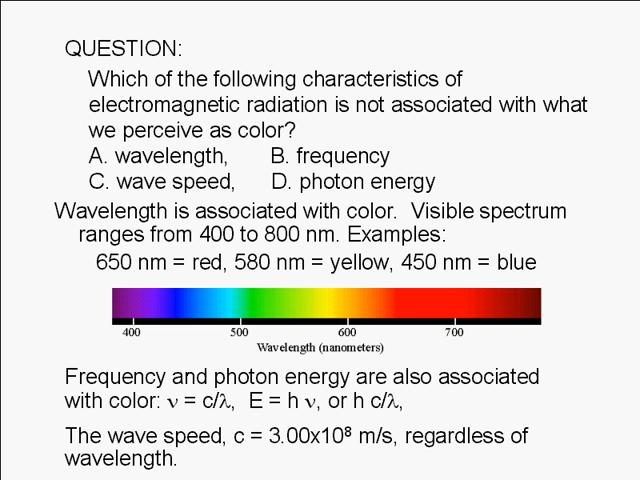 QUESTION:
Which of the following characteristics of
electromagnetic radiation is not associated with what
we perceive as color?
A. wavelength, B. frequency
C. wave speed, D. photon energy
Wavelength is associated with color. Visible spectrum
ranges from 400 to 800 nm. Examples:
650 nm = red, 580 nm = yellow, 450 nm = blue
400 500 600 700
Wavelength (nanometers)
Frequency and photon energy are also associated
with color: ν = c/λ, E = h ν, or h c/λ,
The wave speed, c = 3.00x10⁸ m/s, regardless of
wavelength.